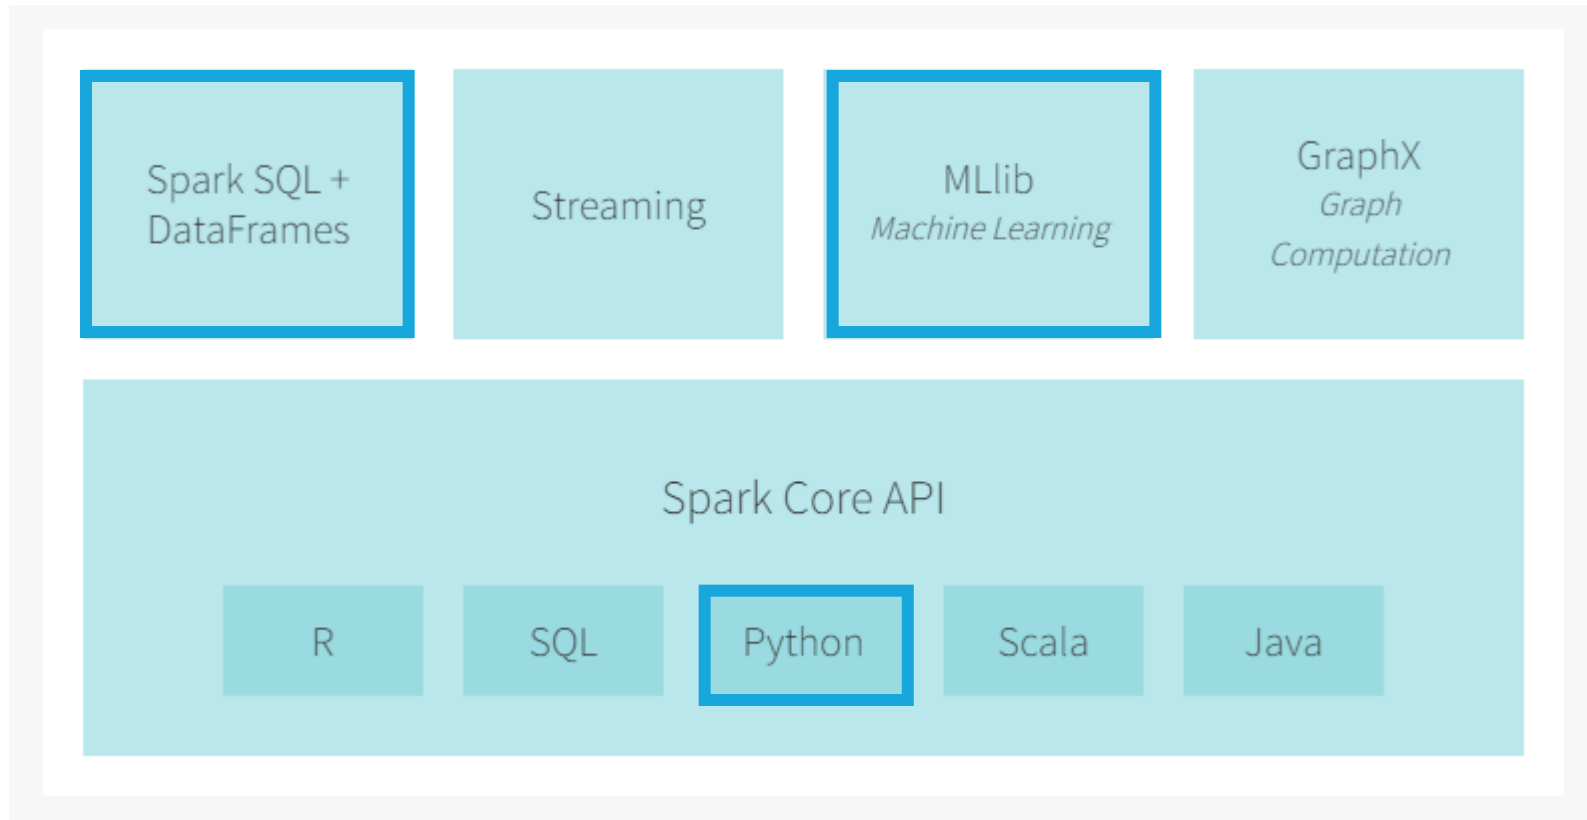 Spark SQL +
DataFrames
Streaming
MLlib
Machine Learning
GraphX
Graph
Computation
Spark Core API
R
SQL
Python
Scala
Java